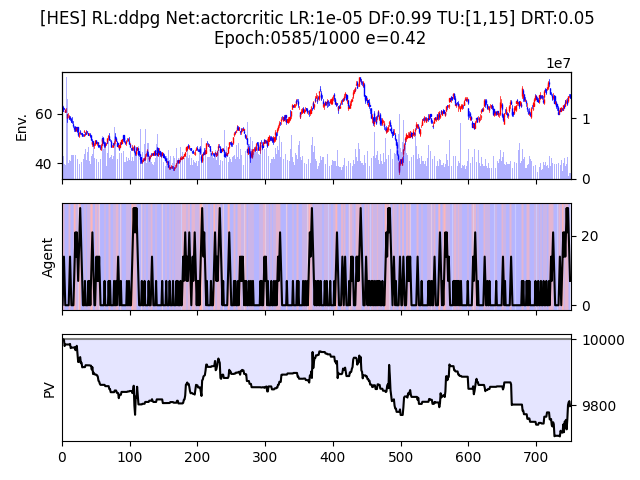 [HES] RL:ddpg Net:actorcritic LR:1e-05 DF:0.99 TU:[1,15] DRT:0.05
Epoch:0585/1000 e=0.42
1e7
Env.
60
40
1
0
Agent
20
0
PV
10000
9800
0 100 200 300 400 500 600 700